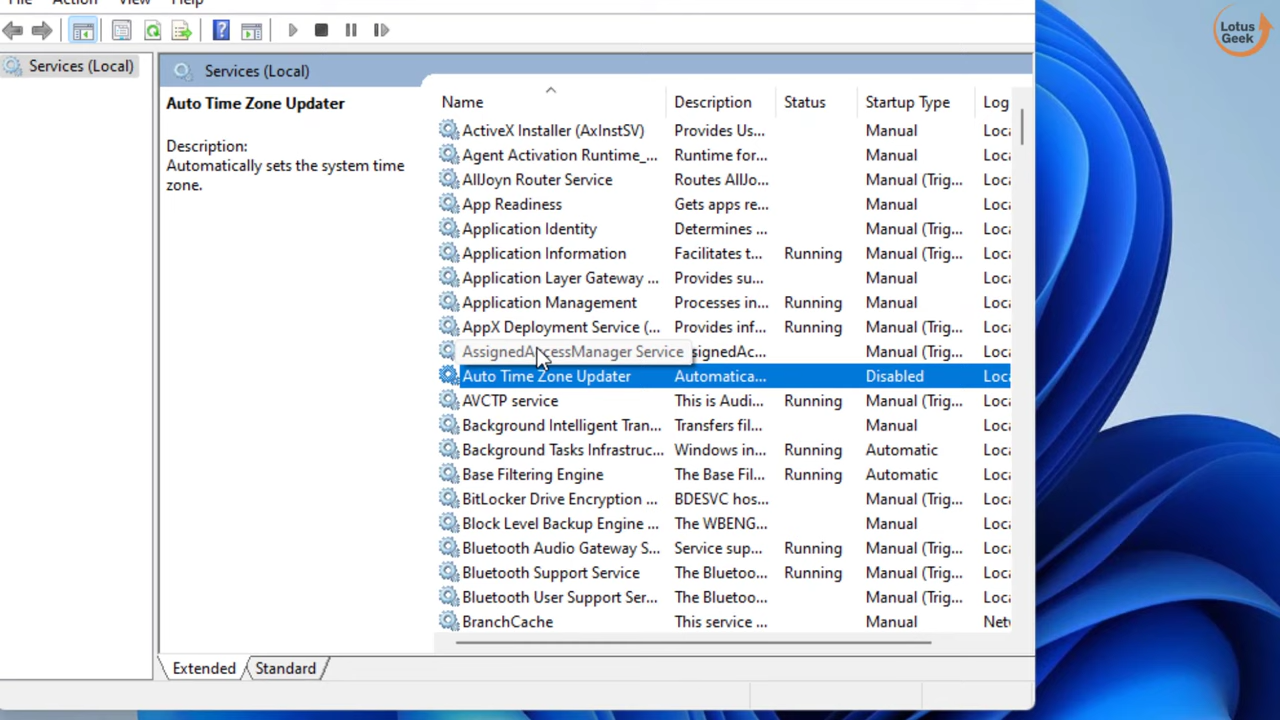 File Action View Help
Lotus
Geek
Services (Local)
Services (Local)
Auto Time Zone Updater
Description:
Automatically sets the system time
zone.
Name Description Status Startup Type Log
ActiveX Installer (AxInstSV) Provides Us... Manual Loca
Agent Activation Runtime_... Runtime for... Manual Loca
AllJoyn Router Service Routes AllJo... Manual (Trig... Loca
App Readiness Gets apps re... Manual Loca
Application Identity Determines ... Manual (Trig... Loca
Application Information Facilitates t... Running Manual (Trig... Loca
Application Layer Gateway ... Provides su... Manual Loca
Application Management Processes in... Running Manual Loca
AppX Deployment Service (... Provides inf... Running Manual (Trig... Loca
AssignedAccessManager Service signedAc... Manual (Trig... Loca
Auto Time Zone Updater Automatica... Disabled Loca
AVCTP service This is Audi... Running Manual (Trig... Loca
Background Intelligent Tran... Transfers fil... Manual Loca
Background Tasks Infrastruc... Windows in... Running Automatic Loca
Base Filtering Engine The Base Fil... Running Automatic Loca
BitLocker Drive Encryption ... BDESVC hos... Manual (Trig... Loca
Block Level Backup Engine ... The WBENG... Manual Loca
Bluetooth Audio Gateway S... Service sup... Running Manual (Trig... Loca
Bluetooth Support Service The Bluetoo... Running Manual (Trig... Loca
Bluetooth User Support Ser... The Bluetoo... Manual (Trig... Loca
BranchCache This service ... Manual Net
Extended Standard